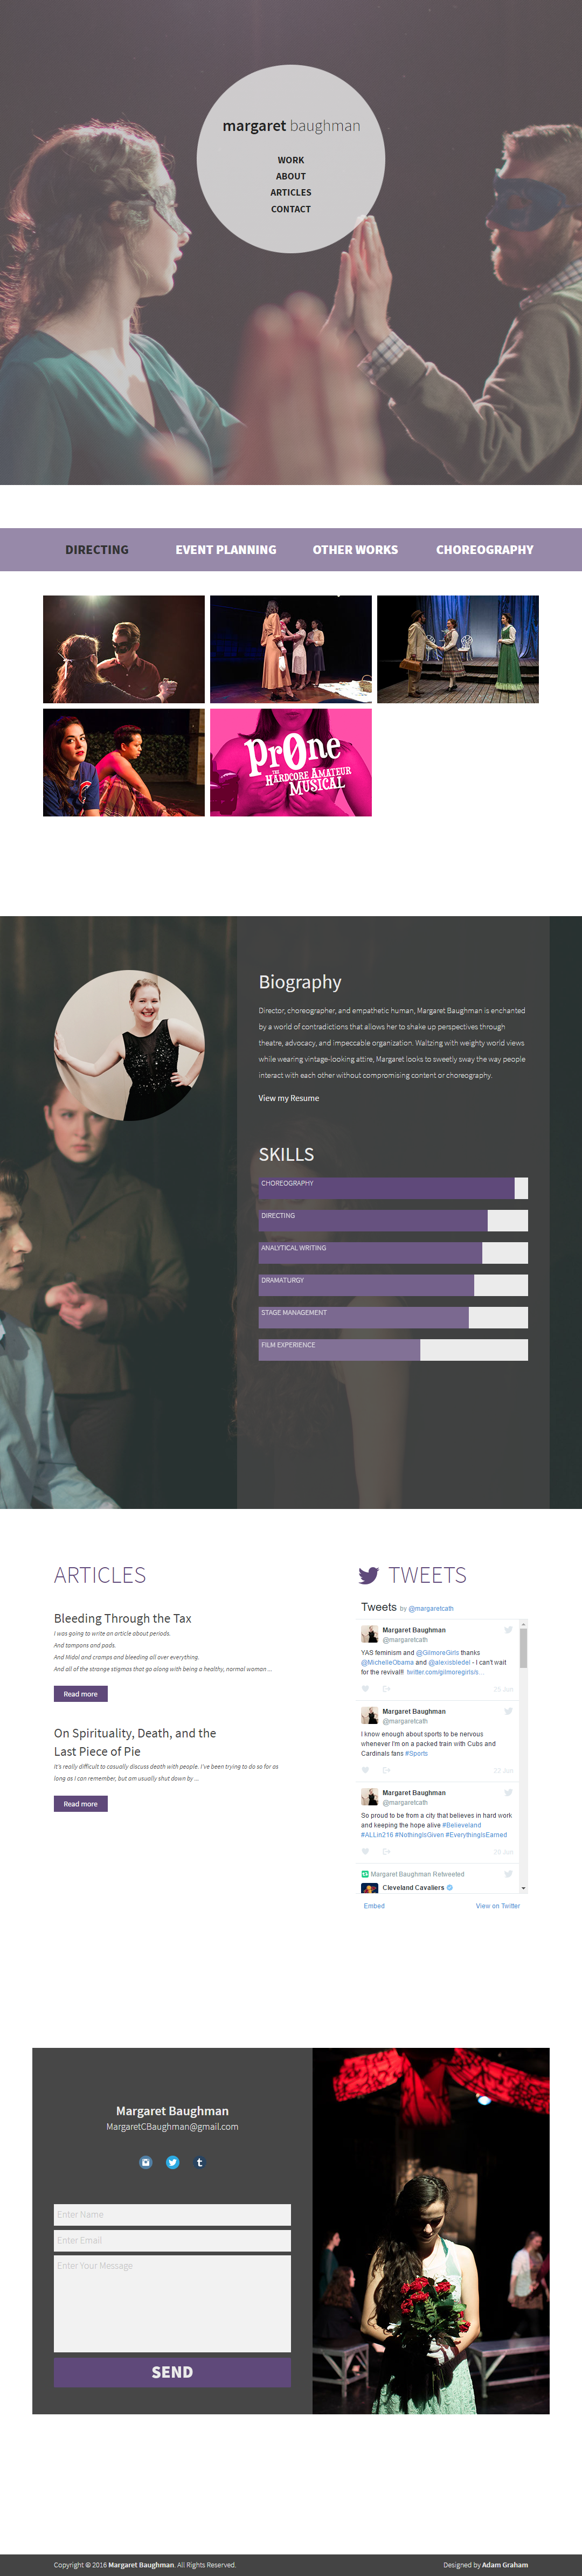 margaret baughman
WORK
ABOUT
ARTICLES
CONTACT
DIRECTING EVENT PLANNING OTHER WORKS CHOREOGRAPHY
prOne
THE HARDCORE AMATEUR
MUSICAL
Biography
Director, choreographer, and empathetic human, Margaret Baughman is enchanted
by a world of contradictions that allows her to shake up perspectives through
theatre, advocacy, and impeccable organization. Waltzing with weighty world views
while wearing vintage-looking attire, Margaret looks to sweetly sway the way people
interact with each other without compromising content or choreography.
View my Resume
SKILLS
CHOREOGRAPHY
DIRECTING
ANALYTICAL WRITING
DRAMATURGY
STAGE MANAGEMENT
FILM EXPERIENCE
ARTICLES
Bleeding Through the Tax
I was going to write an article about periods.
And tampons and pads.
And Midol and cramps and bleeding all over everything.
And all of the strange stigmas that go along with being a healthy, normal woman ...
Read more
On Spirituality, Death, and the
Last Piece of Pie
It's really difficult to casually discuss death with people. I've been trying to do so for as
long as I can remember, but am usually shut down by ...
Read more
TWEETS
Tweets by @margaretcath
Margaret Baughman
@margaretcath
YAS feminism and @GilmoreGirls thanks
@MichelleObama and @alexisbledel - I can't wait
for the revival!! twitter.com/gilmoregirls/s…
25 Jun
Margaret Baughman
@margaretcath
I know enough about sports to be nervous
whenever I'm on a packed train with Cubs and
Cardinals fans #Sports
22 Jun
Margaret Baughman
@margaretcath
So proud to be from a city that believes in hard work
and keeping the hope alive #Believeland
#ALLin216 #NothingIsGiven #EverythingIsEarned
Margaret Baughman Retweeted
Cleveland Cavaliers
Embed View on Twitter
Margaret Baughman
MargaretCBaughman@gmail.com
Enter Name
Enter Email
Enter Your Message
SEND
Copyright © 2016 Margaret Baughman. All Rights Reserved. Designed by Adam Graham